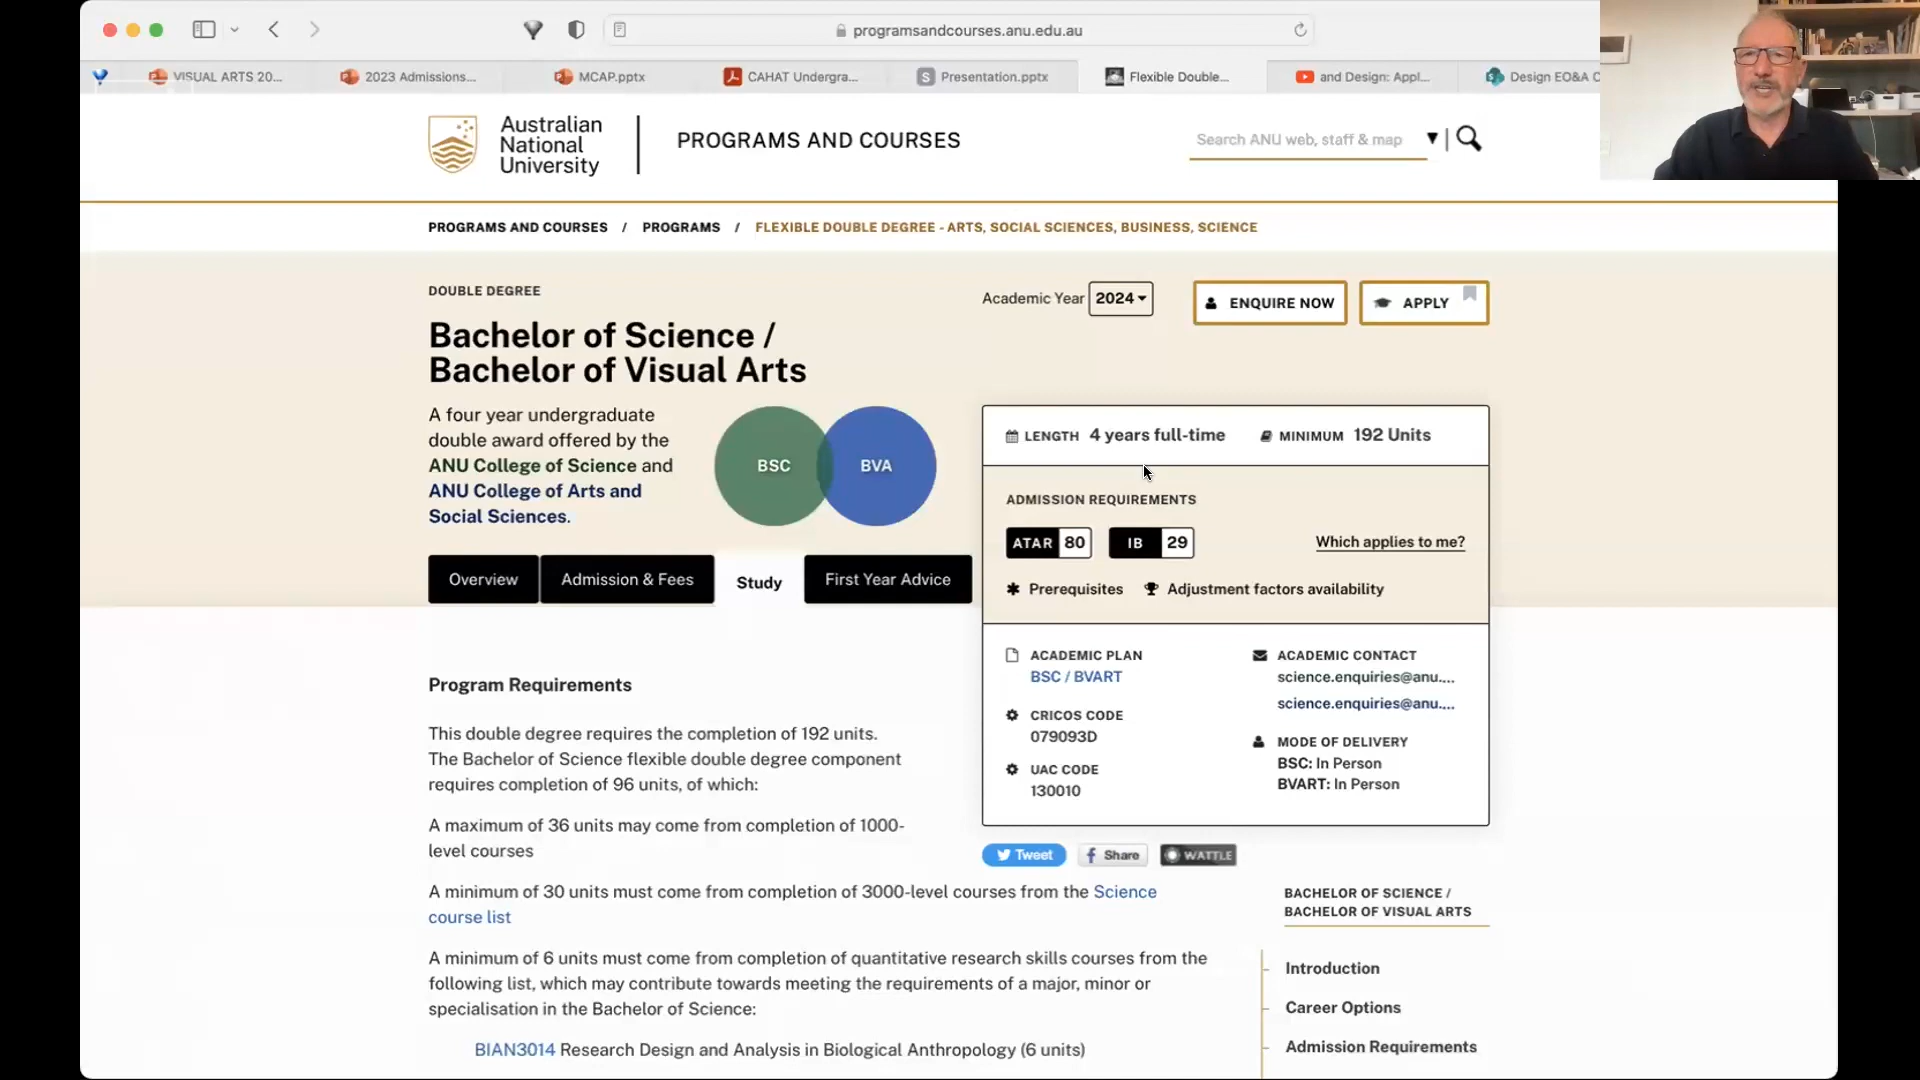 programsandcourses.anu.edu.au
VISUAL ARTS 20...
2023 Admissions...
MCAP.pptx
CAHAT Undergra...
S Presentation.pptx
Flexible Double...
and Design: Appl...
Design EO&A C
Australian
National
University
PROGRAMS AND COURSES
Search ANU web, staff & map
PROGRAMS AND COURSES / PROGRAMS / FLEXIBLE DOUBLE DEGREE - ARTS, SOCIAL SCIENCES, BUSINESS, SCIENCE
DOUBLE DEGREE
Academic Year 2024
ENQUIRE NOW
APPLY
Bachelor of Science /
Bachelor of Visual Arts
A four year undergraduate
double award offered by the
ANU College of Science and
ANU College of Arts and
Social Sciences.
BSC
BVA
LENGTH 4 years full-time
MINIMUM 192 Units
ADMISSION REQUIREMENTS
ATAR 80
IB 29
Which applies to me?
Prerequisites
Adjustment factors availability
Overview
Admission & Fees
Study
First Year Advice
ACADEMIC PLAN
BSC / BVART
CRICOS CODE
079093D
UAC CODE
130010
ACADEMIC CONTACT
science.enquiries@anu....
science.enquiries@anu....
MODE OF DELIVERY
BSC: In Person
BVART: In Person
Tweet
f Share
WATTLE
Program Requirements
This double degree requires the completion of 192 units.
The Bachelor of Science flexible double degree component
requires completion of 96 units, of which:
A maximum of 36 units may come from completion of 1000-
level courses
A minimum of 30 units must come from completion of 3000-level courses from the Science
course list
A minimum of 6 units must come from completion of quantitative research skills courses from the
following list, which may contribute towards meeting the requirements of a major, minor or
specialisation in the Bachelor of Science:
BIAN3014 Research Design and Analysis in Biological Anthropology (6 units)
BACHELOR OF SCIENCE /
BACHELOR OF VISUAL ARTS
Introduction
Career Options
Admission Requirements